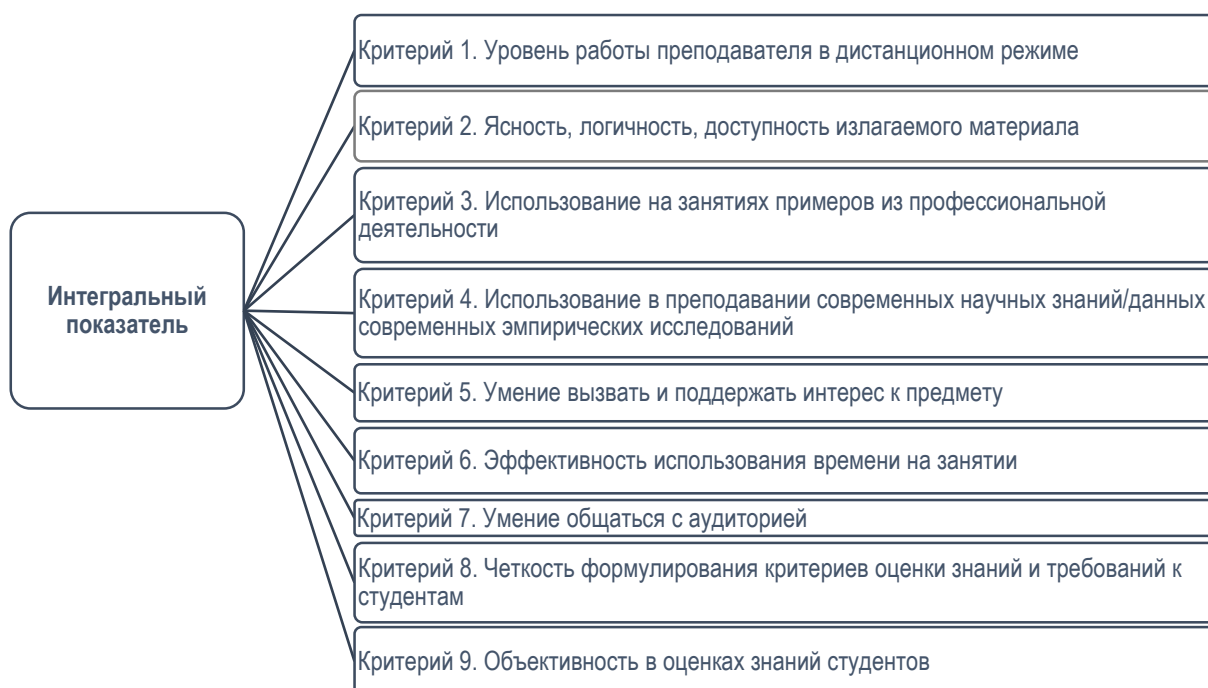 Критерий 1. Уровень работы преподавателя в дистанционном режиме
Критерий 2. Ясность, логичность, доступность излагаемого материала
Критерий 3. Использование на занятиях примеров из профессиональной
деятельности
Интегральный
показатель
Критерий 4. Использование в преподавании современных научных знаний/данных
современных эмпирических исследований
Критерий 5. Умение вызвать и поддержать интерес к предмету
Критерий 6. Эффективность использования времени на занятии
Критерий 7. Умение общаться с аудиторией
Критерий 8. Четкость формулирования критериев оценки знаний и требований к
студентам
Критерий 9. Объективность в оценках знаний студентов